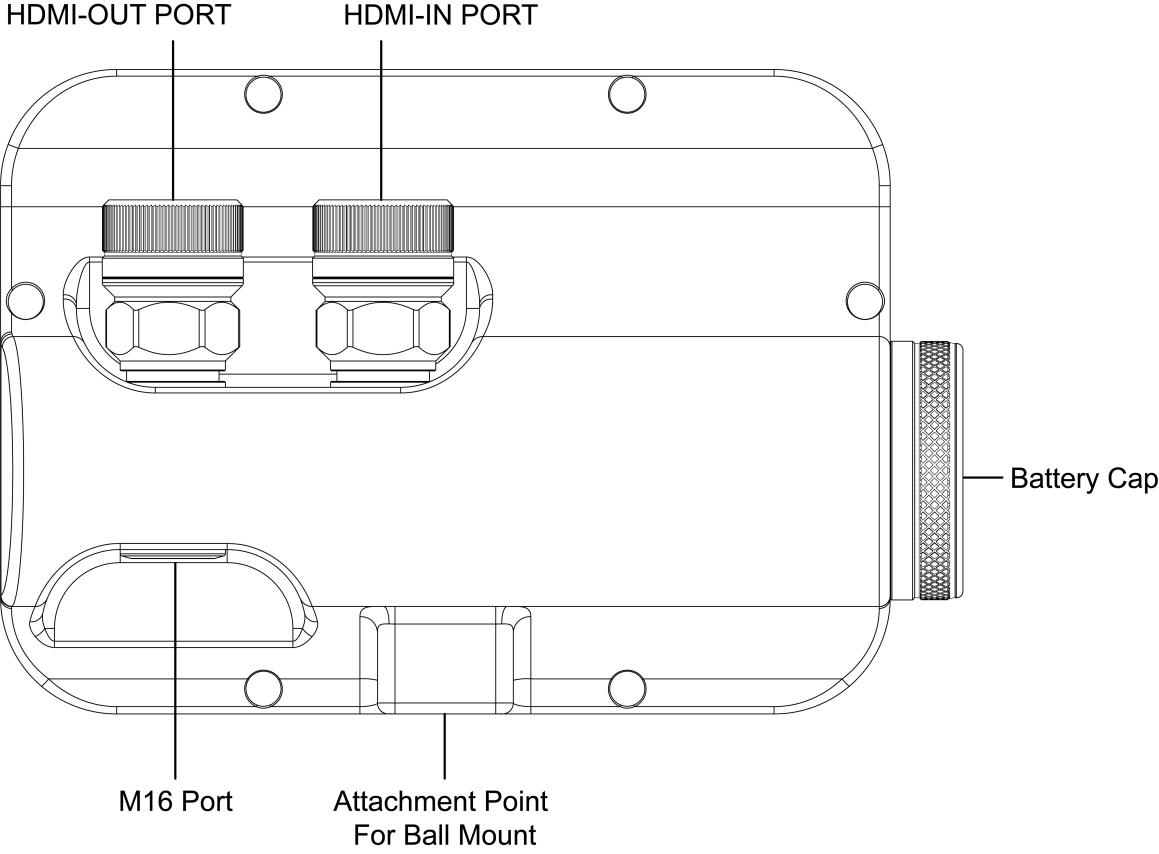 HDMI-OUT PORT
HDMI-IN PORT
Battery Cap
M16 Port
Attachment Point
For Ball Mount